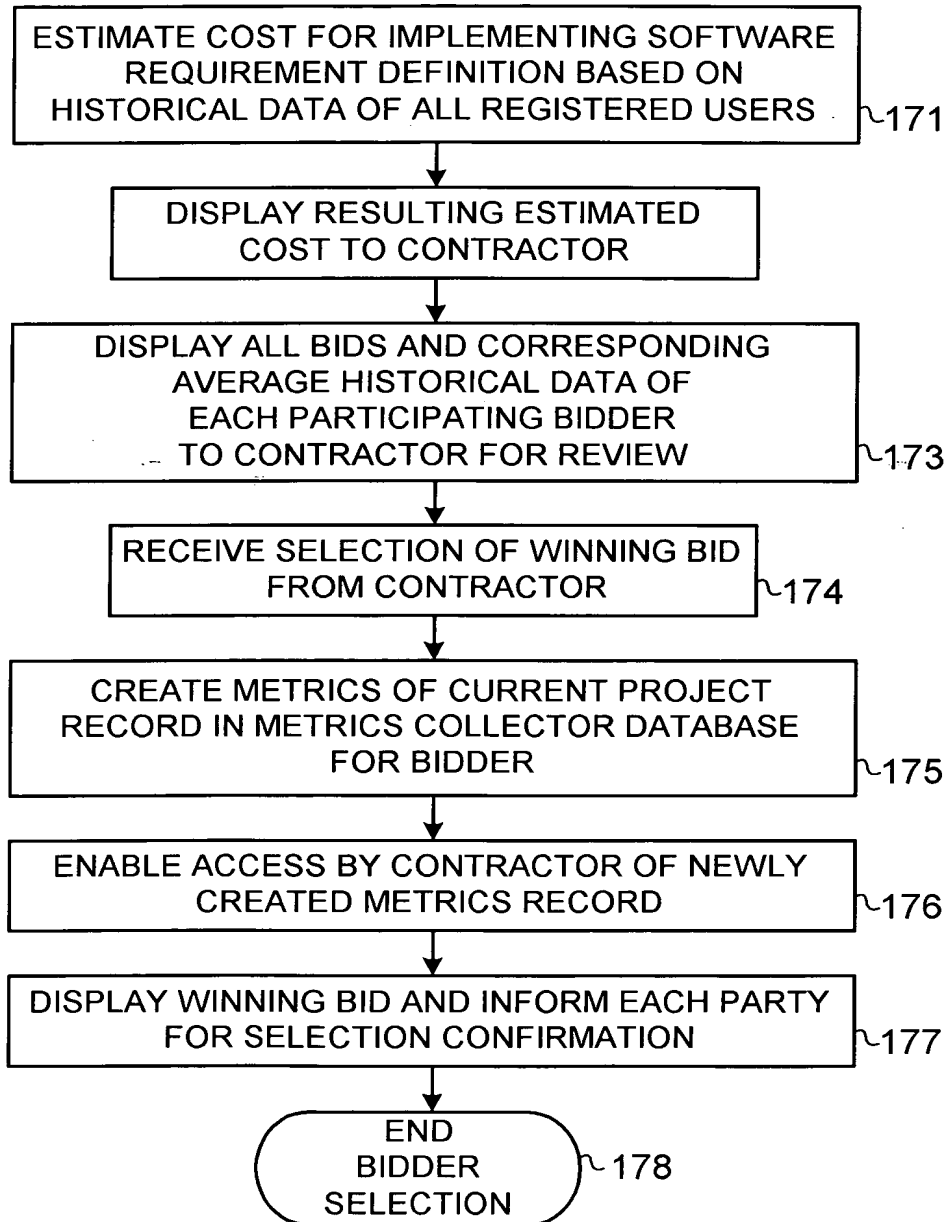 ESTIMATE COST FOR IMPLEMENTING SOFTWARE
REQUIREMENT DEFINITION BASED ON
HISTORICAL DATA OF ALL REGISTERED USERS
171
DISPLAY RESULTING ESTIMATED
COST TO CONTRACTOR
DISPLAY ALL BIDS AND CORRESPONDING
AVERAGE HISTORICAL DATA OF
EACH PARTICIPATING BIDDER
TO CONTRACTOR FOR REVIEW
173
RECEIVE SELECTION OF WINNING BID
FROM CONTRACTOR
174
CREATE METRICS OF CURRENT PROJECT
RECORD IN METRICS COLLECTOR DATABASE
FOR BIDDER
175
ENABLE ACCESS BY CONTRACTOR OF NEWLY
CREATED METRICS RECORD
176
DISPLAY WINNING BID AND INFORM EACH PARTY
FOR SELECTION CONFIRMATION
177
END
BIDDER
SELECTION
178